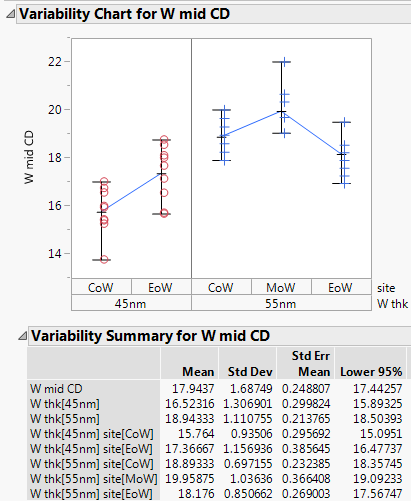 Variability Chart for W mid CD
22
20
18
16
14
W mid CD
CoW EoW CoW MoW EoW site
45nm 55nm W thk
Variability Summary for W mid CD
Std Err
Mean Std Dev Mean Lower 95%
W mid CD 17.9437 1.68749 0.248807 17.44257
W thk[45nm] 16.52316 1.306901 0.299824 15.89325
W thk[55nm] 18.94333 1.110755 0.213765 18.50393
W thk[45nm] site[CoW] 15.764 0.93506 0.295692 15.0951
W thk[45nm] site[EoW] 17.36667 1.156936 0.385645 16.47737
W thk[55nm] site[CoW] 18.89333 0.697155 0.232385 18.35745
W thk[55nm] site[MoW] 19.95875 1.03636 0.366408 19.09233
W thk[55nm] site[EoW] 18.176 0.850662 0.269003 17.56747